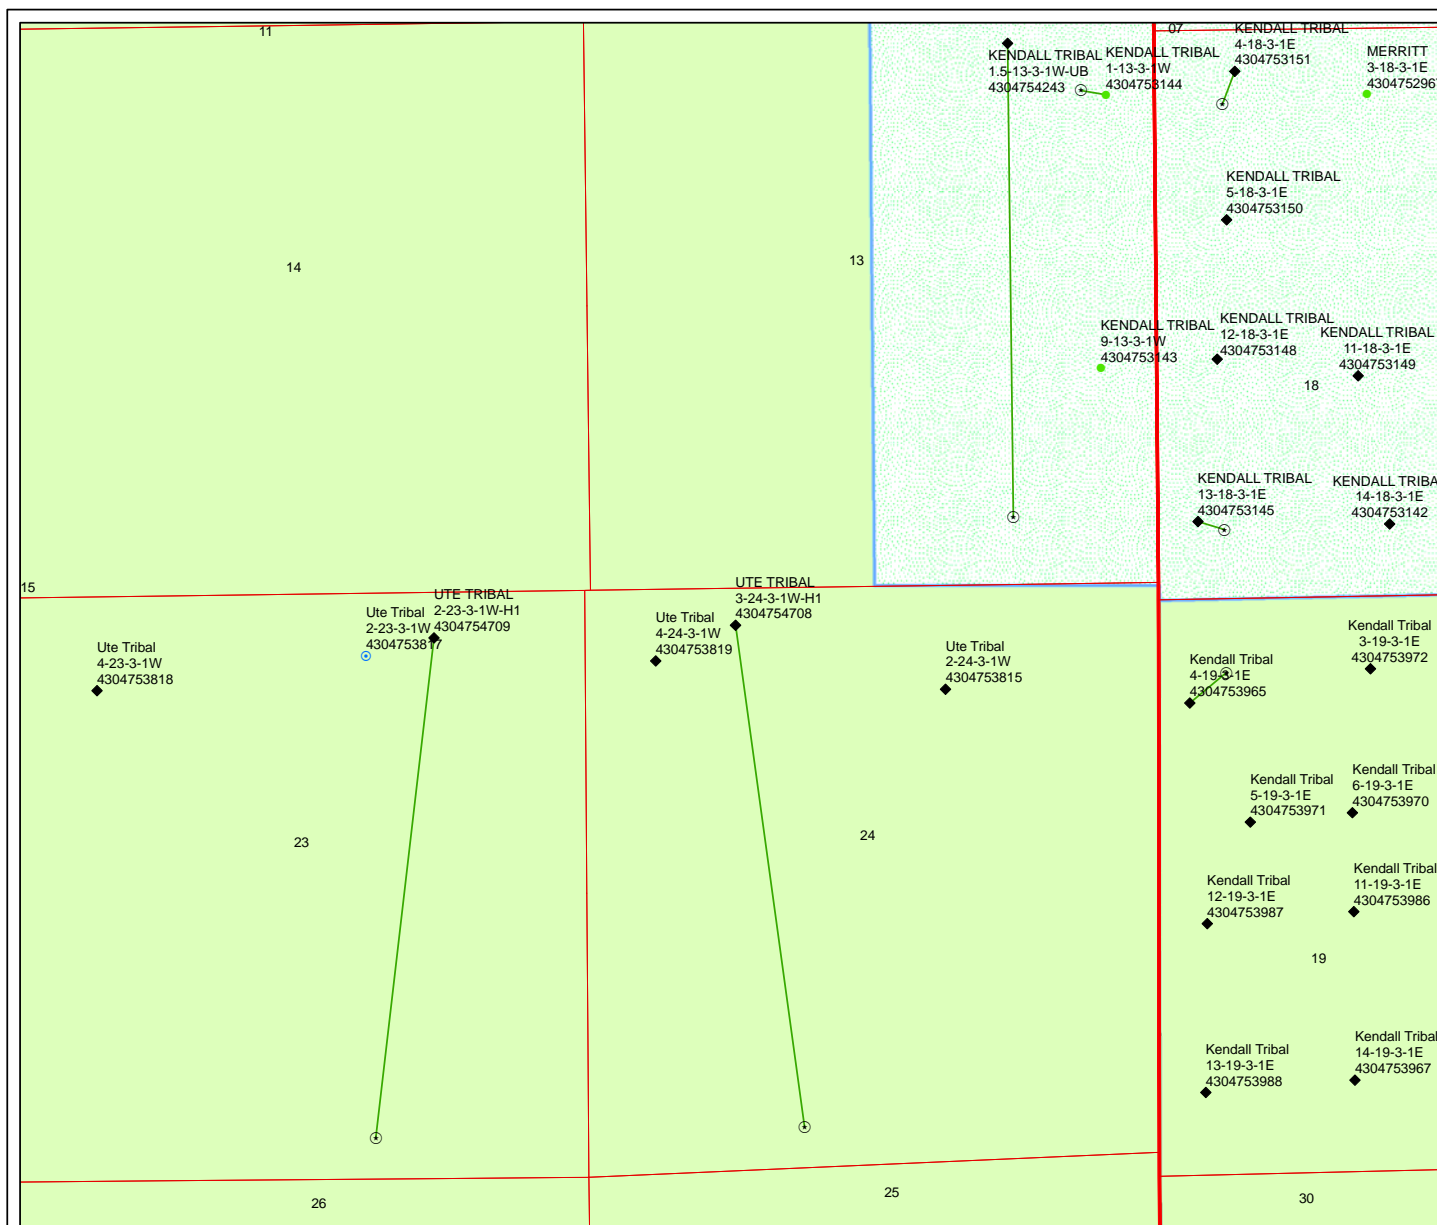 11
07
KENDALL TRIBAL
1.5-13-3-1W-UB
4304754243
KENDALL TRIBAL
1-13-3-1W
4304753144
KENDALL TRIBAL
4-18-3-1E
4304753151
MERRITT
3-18-3-1E
430475296
KENDALL TRIBAL
5-18-3-1E
4304753150
14
13
KENDALL TRIBAL
9-13-3-1W
4304753143
KENDALL TRIBAL
12-18-3-1E
4304753148
KENDALL TRIBAL
11-18-3-1E
4304753149
18
KENDALL TRIBAL
13-18-3-1E
4304753145
KENDALL TRIBA
14-18-3-1E
4304753142
15
Ute Tribal
4-23-3-1W
4304753818
Ute Tribal
2-23-3-1W
4304753817
UTE TRIBAL
2-23-3-1W-H1
4304754709
Ute Tribal
4-24-3-1W
4304753819
UTE TRIBAL
3-24-3-1W-H1
4304754708
Ute Tribal
2-24-3-1W
4304753815
Kendall Tribal
4-19-3-1E
4304753965
Kendall Tribal
3-19-3-1E
4304753972
Kendall Tribal
5-19-3-1E
4304753971
Kendall Tribal
6-19-3-1E
4304753970
23
24
Kendall Tribal
12-19-3-1E
4304753987
Kendall Tribal
11-19-3-1E
4304753986
19
Kendall Tribal
13-19-3-1E
4304753988
Kendall Tribal
14-19-3-1E
4304753967
26
25
30